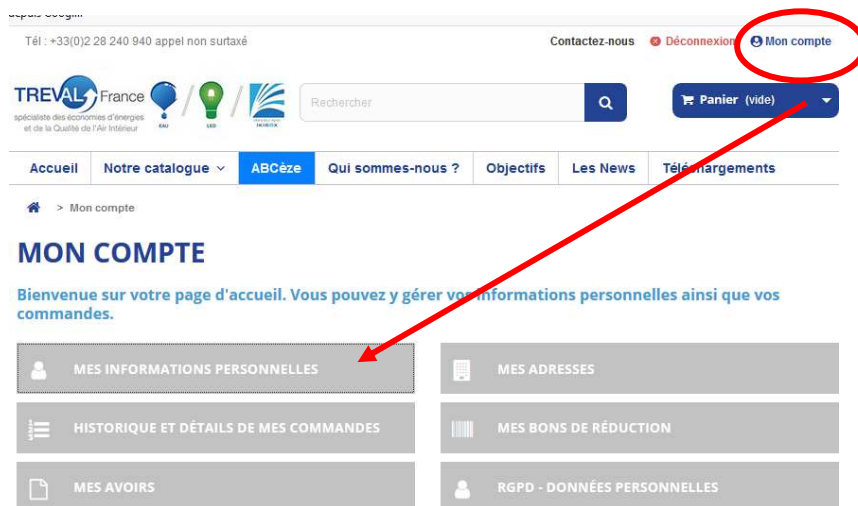 Tél : +33(0)2 28 240 940 appel non surtaxé
Contactez-nous Déconnexion Mon compte
TREVAL France
spécialiste des économies d'énergies
et de la Qualité de l'Air Intérieur
EAU LED
Rechercher
Panier (vide)
Accueil Notre catalogue ABCèze Qui sommes-nous ? Objectifs Les News Téléchargements
> Mon compte
MON COMPTE
Bienvenue sur votre page d'accueil. Vous pouvez y gérer vos informations personnelles ainsi que vos
commandes.
MES INFORMATIONS PERSONNELLES
MES ADRESSES
HISTORIQUE ET DÉTAILS DE MES COMMANDES
MES BONS DE RÉDUCTION
MES AVOIRS
RGPD - DONNÉES PERSONNELLES